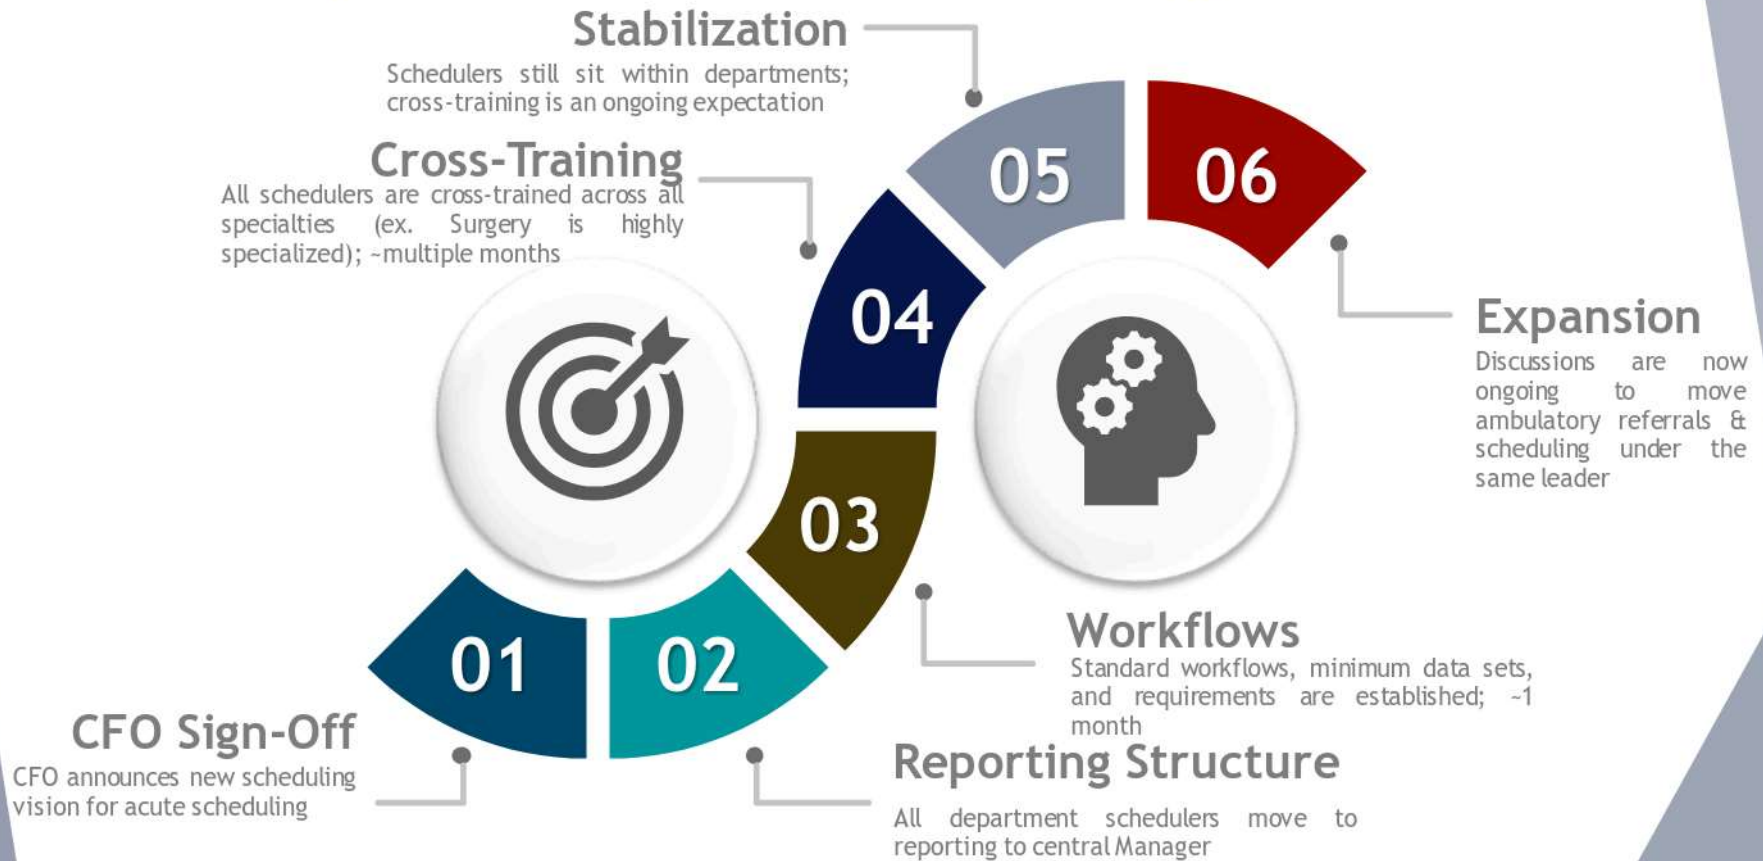 Stabilization
Schedulers still sit within departments;
cross-training is an ongoing expectation
Cross-Training
All schedulers are cross-trained across all
specialties (ex. Surgery is highly
specialized); ~multiple months
05
06
04
Expansion
Discussions are now
ongoing to move
ambulatory referrals &
scheduling under the
same leader
03
01
02
Workflows
Standard workflows, minimum data sets,
and requirements are established; ~1
month
CFO Sign-Off
CFO announces new scheduling
vision for acute scheduling
Reporting Structure
All department schedulers move to
reporting to central Manager